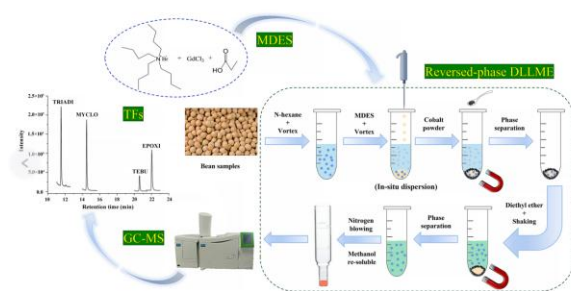 MDES
+ GdCl3 +
Reversed-phase DLLME
TFs
TRIADI
MYCLO
EPOXI
TEBU
Intensity
Retention time (min)
Bean samples
N-hexane
+
Vortex
MDES
+
Vortex
Cobalt
powder
Phase
separation
(In-situ dispersion)
Diethyl ether
+
Shaking
Nitrogen
blowing
Methanol
re-soluble
Phase
separation
GC-MS